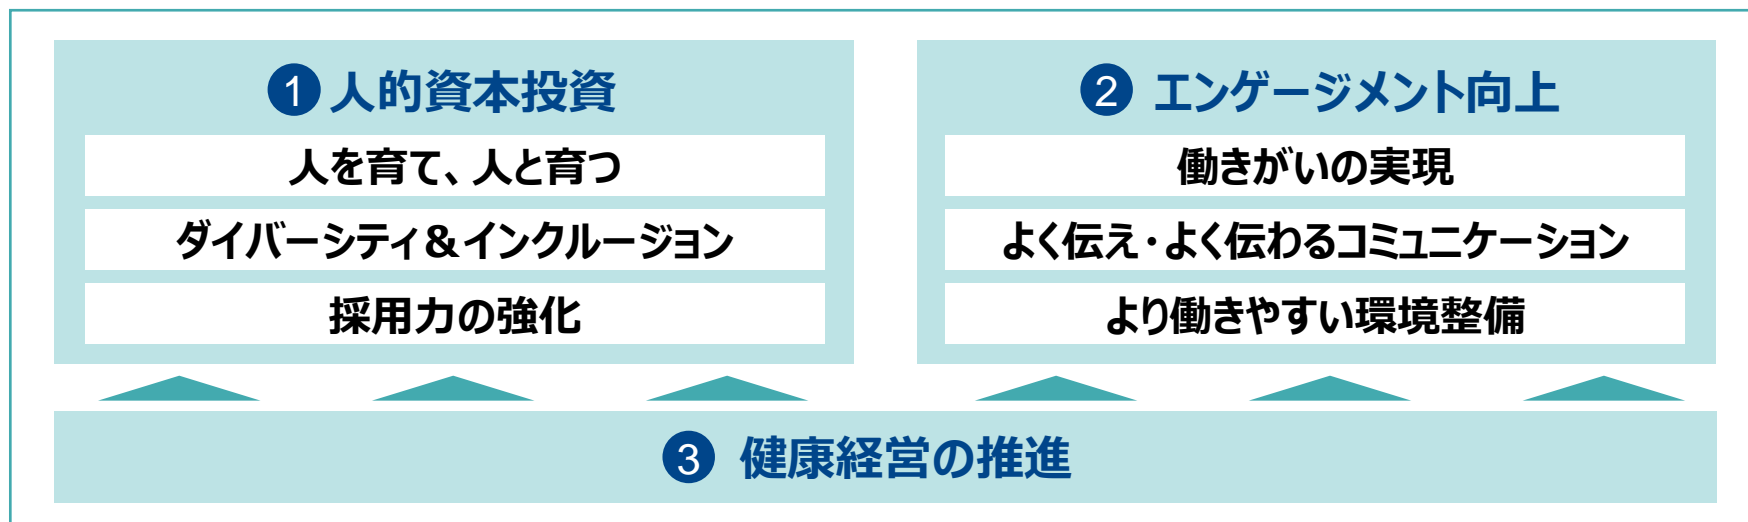 1 人的資本投資
人を育て、人と育つ
ダイバーシティ&インクルージョン
採用力の強化
2 エンゲージメント向上
働きがいの実現
よく伝え・よく伝わるコミュニケーション
より働きやすい環境整備
3 健康経営の推進